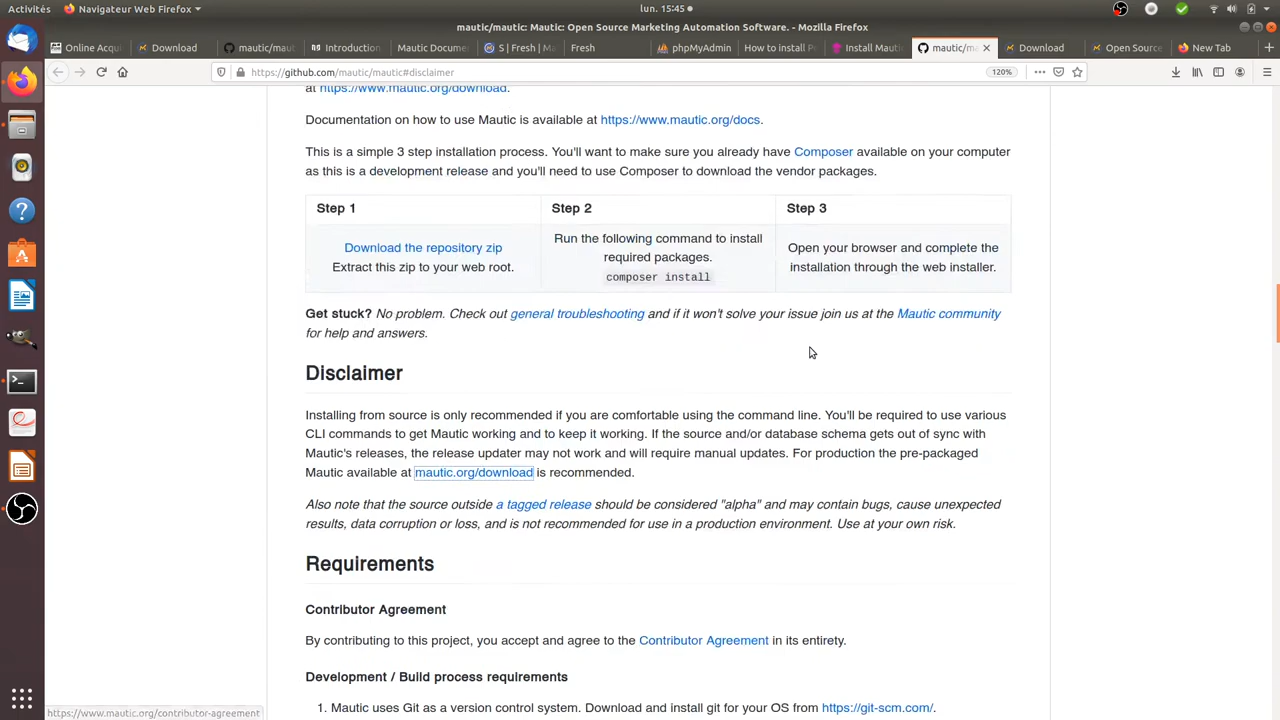 Activités
Navigateur Web Firefox
lun. 15:45
mautic/mautic: Mautic: Open Source Marketing Automation Software. - Mozilla Firefox
Online Acqui
Download
mautic/maut
Introduction
Mautic Docume
S | Fresh | Ma
Fresh
phpMyAdmin
How to install P
Install Mautic
mautic/ma
Download
Open Source
New Tab
https://github.com/mautic/mautic#disclaimer
120%
at https://www.mautic.org/download.
Documentation on how to use Mautic is available at https://www.mautic.org/docs.
This is a simple 3 step installation process. You'll want to make sure you already have Composer available on your computer
as this is a development release and you'll need to use Composer to download the vendor packages.
Step 1
Step 2
Step 3
Download the repository zip
Extract this zip to your web root.
Run the following command to install
required packages.
composer install
Open your browser and complete the
installation through the web installer.
Get stuck? No problem. Check out general troubleshooting and if it won't solve your issue join us at the Mautic community
for help and answers.
Disclaimer
Installing from source is only recommended if you are comfortable using the command line. You'll be required to use various
CLI commands to get Mautic working and to keep it working. If the source and/or database schema gets out of sync with
Mautic's releases, the release updater may not work and will require manual updates. For production the pre-packaged
Mautic available at mautic.org/download is recommended.
Also note that the source outside a tagged release should be considered "alpha" and may contain bugs, cause unexpected
results, data corruption or loss, and is not recommended for use in a production environment. Use at your own risk.
Requirements
Contributor Agreement
By contributing to this project, you accept and agree to the Contributor Agreement in its entirety.
Development / Build process requirements
1. Mautic uses Git as a version control system. Download and install git for your OS from https://git-scm.com/.
https://www.mautic.org/contributor-agreement